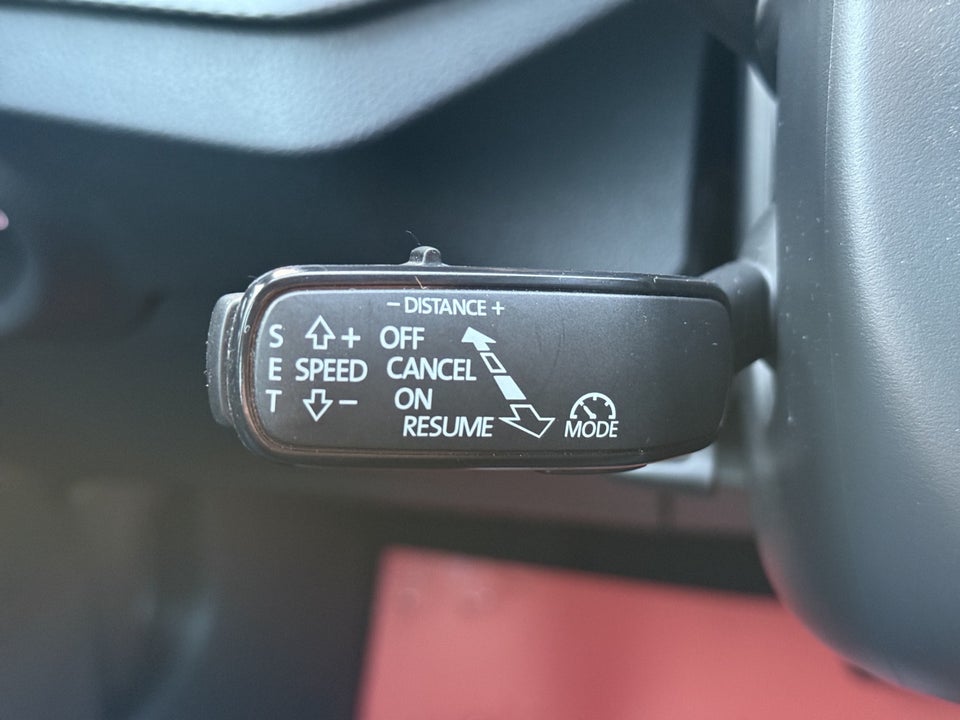 − DISTANCE +
S + OFF
E SPEED CANCEL
T − ON
RESUME MODE